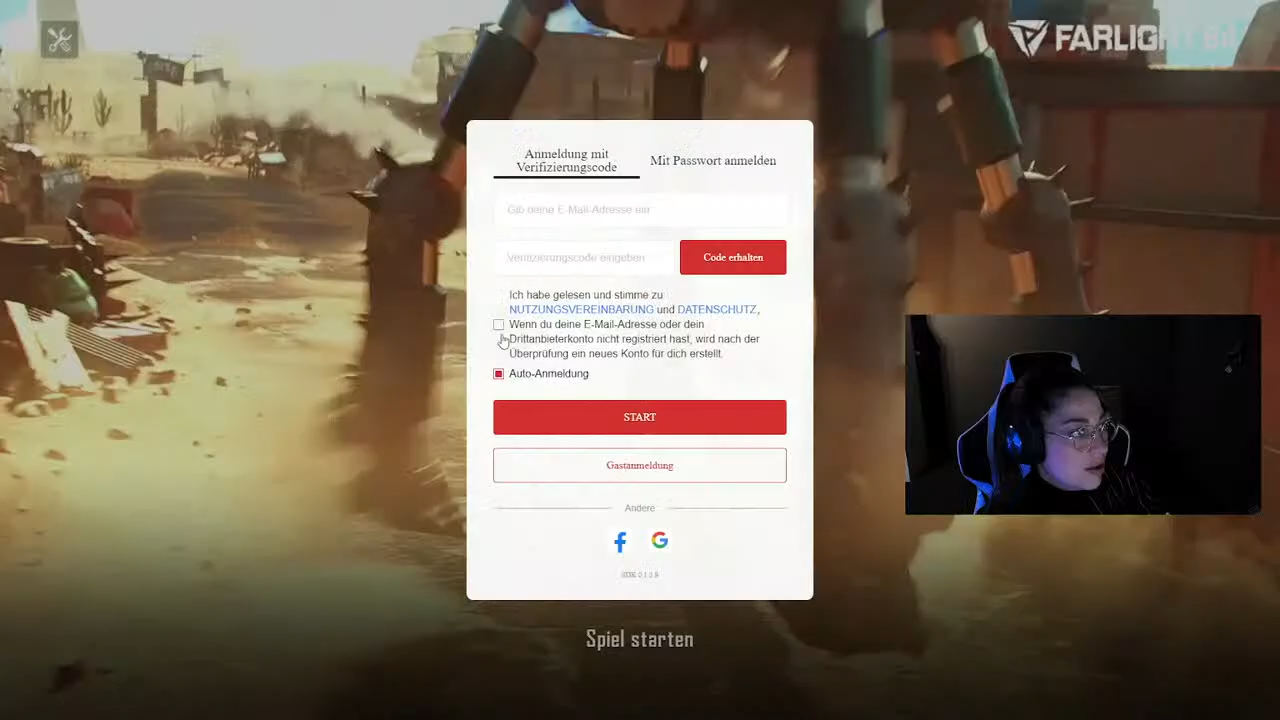 FARLIGHT 84
Anmeldung mit
Verifizierungscode
Mit Passwort anmelden
Gib deine E-Mail-Adresse ein
Verifizierungscode eingeben
Code erhalten
Ich habe gelesen und stimme zu
NUTZUNGSVEREINBARUNG und DATENSCHUTZ,
Wenn du deine E-Mail-Adresse oder dein
Drittanbieterkonto nicht registriert hast, wird nach der
Überprüfung ein neues Konto für dich erstellt.
Auto-Anmeldung
START
Gastanmeldung
Andere
Spiel starten